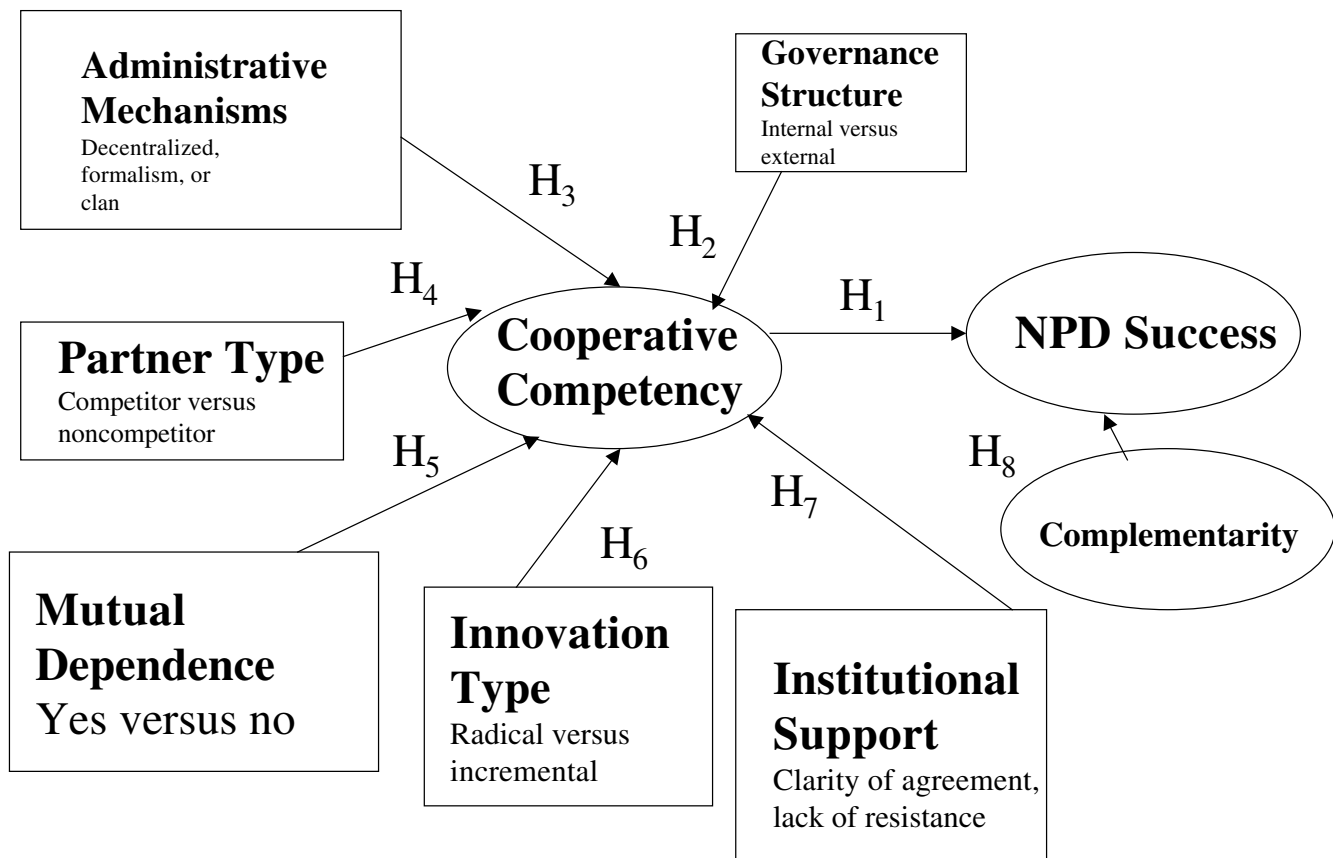 Administrative
Mechanisms
Decentralized,
formalism, or
clan
Governance
Structure
Internal versus
external
H3
H2
H4
H1
Partner Type
Competitor versus
noncompetitor
Cooperative
Competency
NPD Success
H5
H6
H7
H8
Complementarity
Mutual
Dependence
Yes versus no
Innovation
Type
Radical versus
incremental
Institutional
Support
Clarity of agreement,
lack of resistance